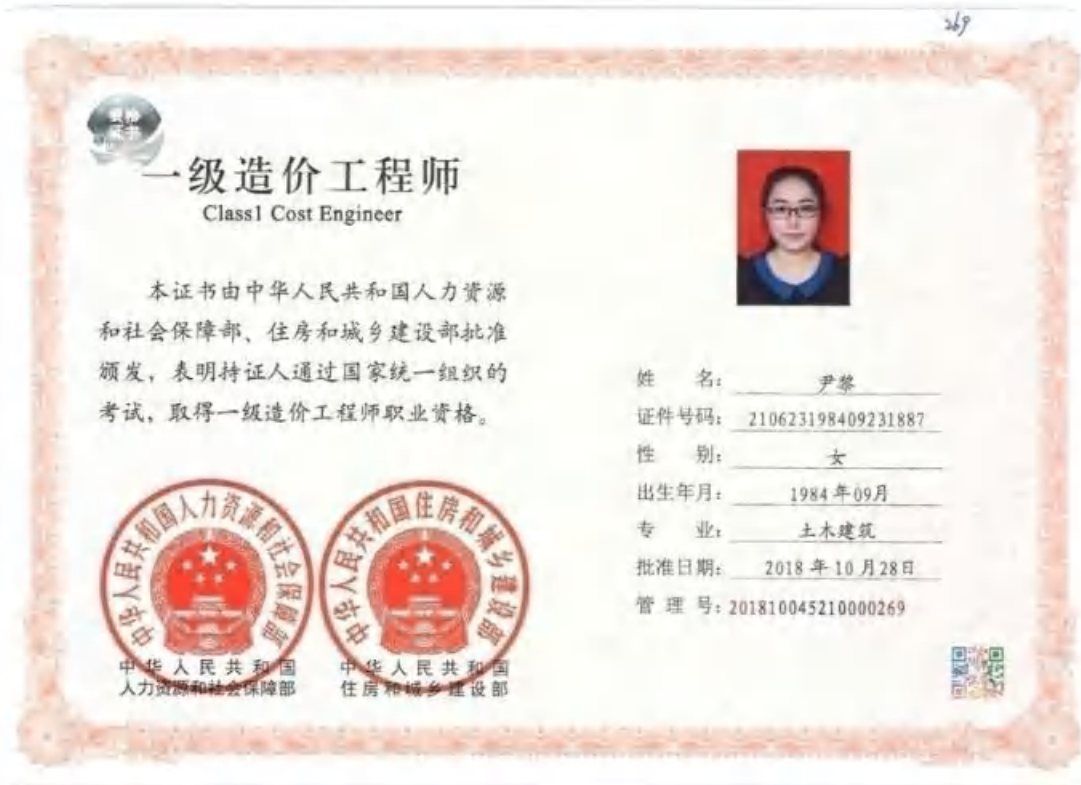 269
资格
证书
一级造价工程师
Class1 Cost Engineer
本证书由中华人民共和国人力资源
和社会保障部、住房和城乡建设部批准
颁发，表明持证人通过国家统一组织的
考试，取得一级造价工程师职业资格。
中华人民共和国人力资源和社会保障部
中华人民共和国
人力资源和社会保障部
中华人民共和国住房和城乡建设部
中华人民共和国
住房和城乡建设部
姓 名： 尹黎
证件号码： 210623198409231887
性 别： 女
出生年月： 1984年09月
专 业： 土木建筑
批准日期： 2018年10月28日
管 理 号：201810045210000269